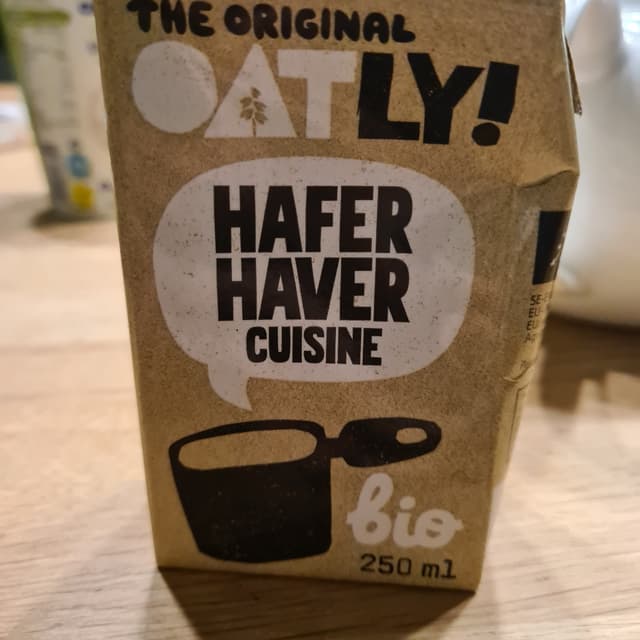 THE ORIGINAL
OATLY!
HAFER
HAVER
CUISINE
bio
250 ml